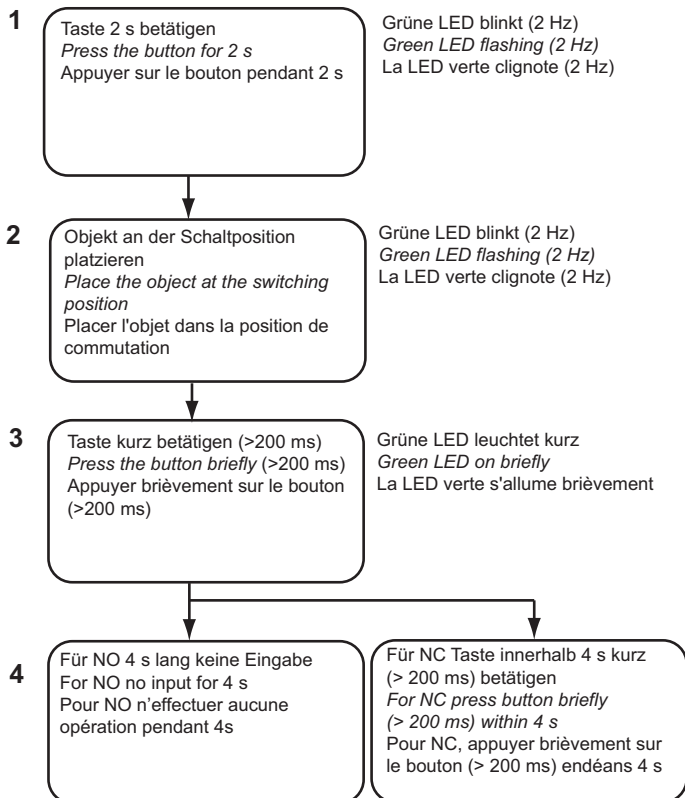 1
Taste 2 s betätigen
Press the button for 2 s
Appuyer sur le bouton pendant 2 s
Grüne LED blinkt (2 Hz)
Green LED flashing (2 Hz)
La LED verte clignote (2 Hz)
2
Objekt an der Schaltposition
platzieren
Place the object at the switching
position
Placer l'objet dans la position de
commutation
Grüne LED blinkt (2 Hz)
Green LED flashing (2 Hz)
La LED verte clignote (2 Hz)
3
Taste kurz betätigen (>200 ms)
Press the button briefly (>200 ms)
Appuyer brièvement sur le bouton
(>200 ms)
Grüne LED leuchtet kurz
Green LED on briefly
La LED verte s'allume brièvement
4
Für NO 4 s lang keine Eingabe
For NO no input for 4 s
Pour NO n’effectuer aucune
opération pendant 4s
Für NC Taste innerhalb 4 s kurz
(> 200 ms) betätigen
For NC press button briefly
(> 200 ms) within 4 s
Pour NC, appuyer brièvement sur
le bouton (> 200 ms) endéans 4 s